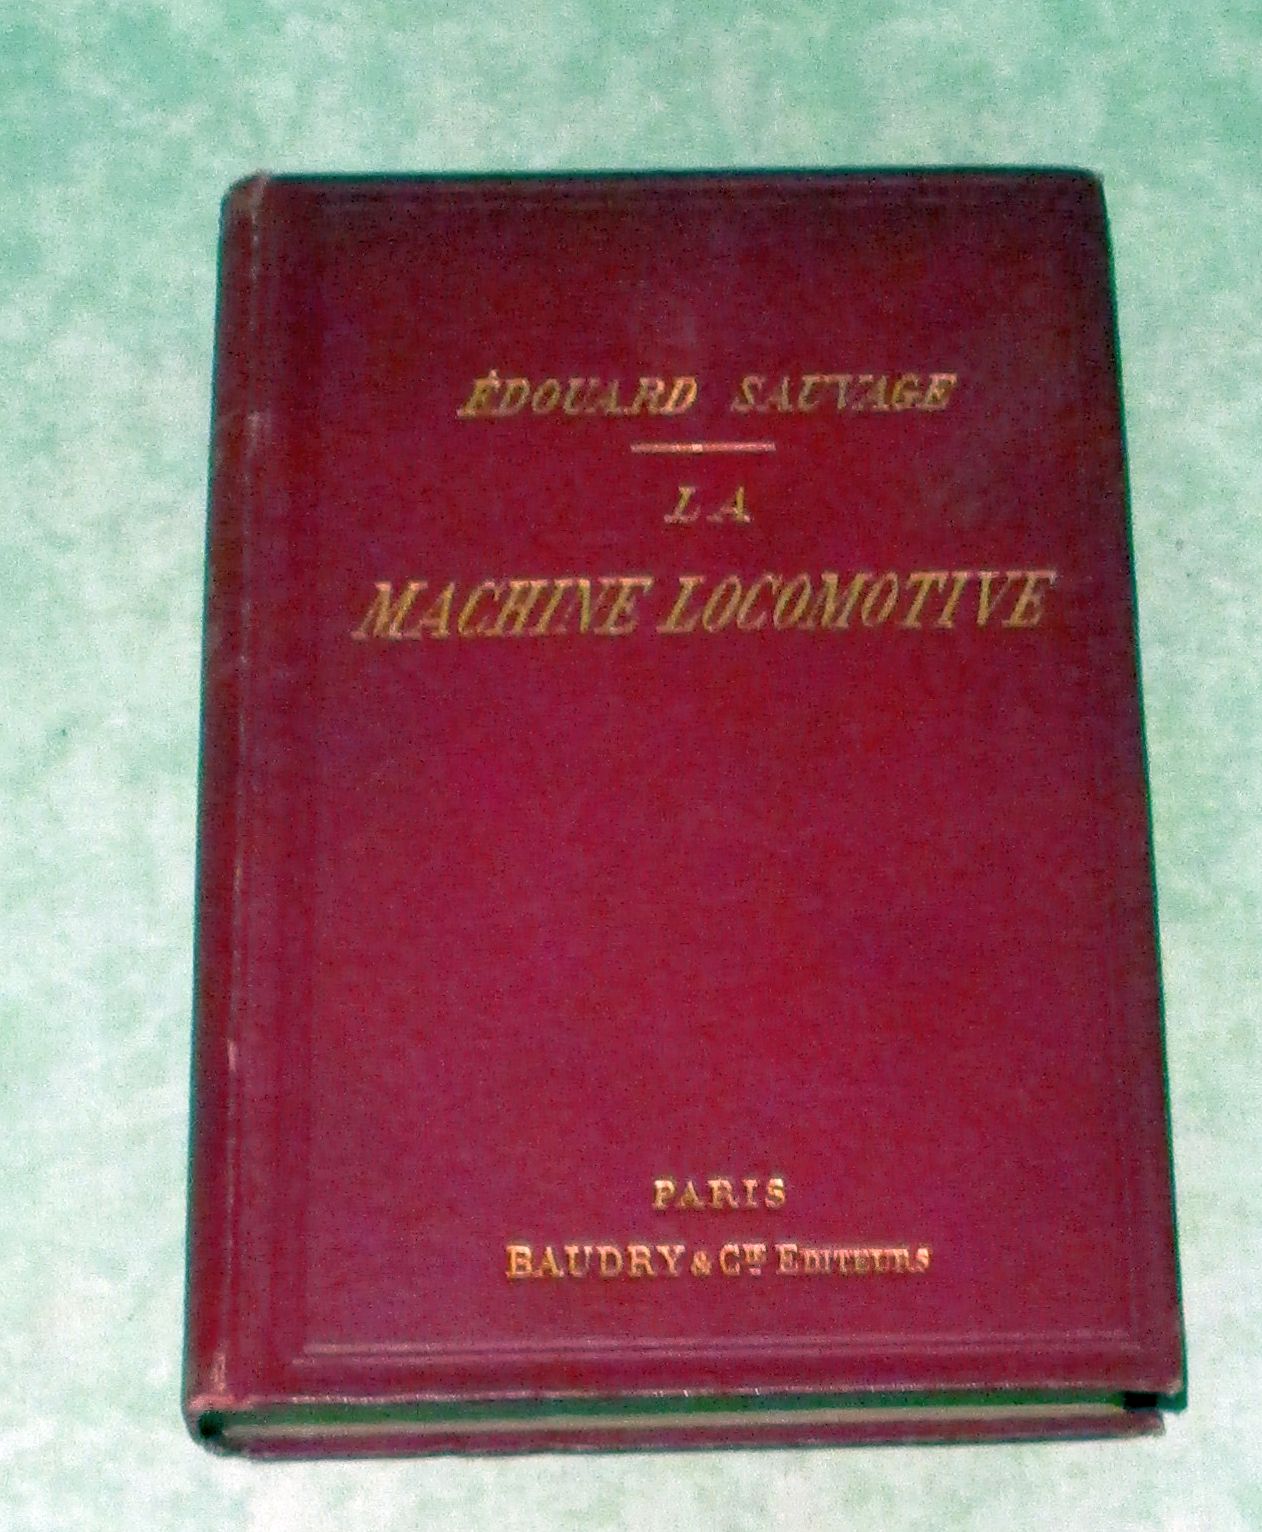 ÉDOUARD SAUVAGE
LA
MACHINE LOCOMOTIVE
PARIS
BAUDRY & CIE EDITEURS